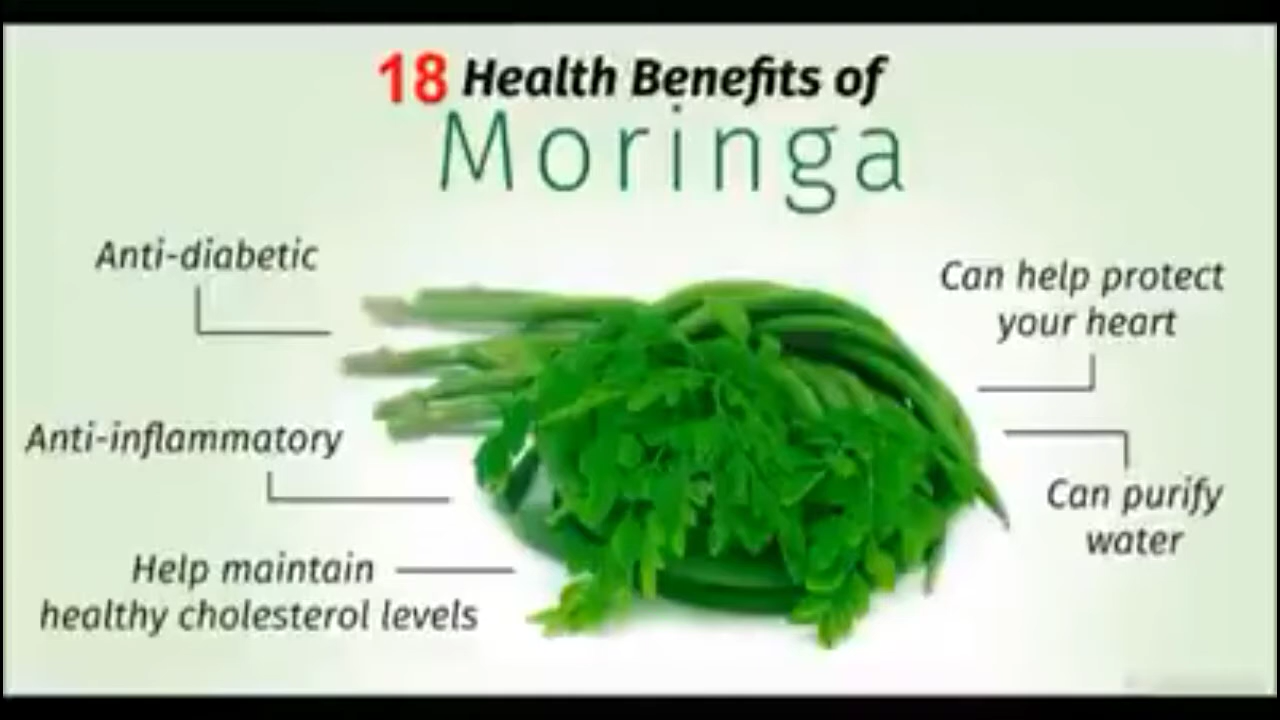 18 Health Benefits of
Moringa
Anti-diabetic
Can help protect
your heart
Anti-inflammatory
Can purify
water
Help maintain
healthy cholesterol levels